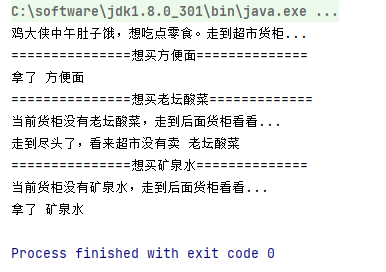 C:\software\jdk1.8.0_301\bin\java.exe ...
鸡大侠中午肚子饿，想吃点零食。走到超市货柜...
===============想买方便面==============
拿了 方便面
===============想买老坛酸菜=============
当前货柜没有老坛酸菜，走到后面货柜看看...
走到尽头了，看来超市没有卖 老坛酸菜
===============想买矿泉水==============
当前货柜没有矿泉水，走到后面货柜看看...
拿了 矿泉水
Process finished with exit code 0